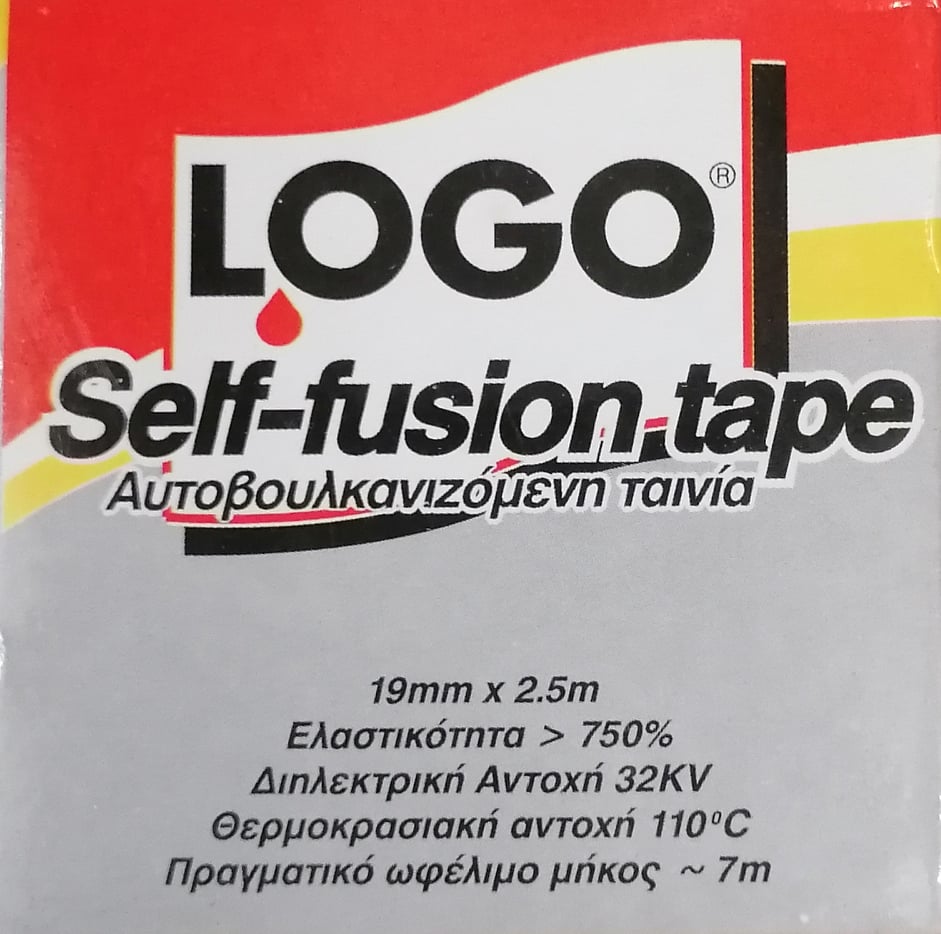 LOGO®
Self-fusion tape
Αυτοβουλκανιζόμενη ταινία
19mm x 2.5m
Ελαστικότητα > 750%
Διηλεκτρική Αντοχή 32KV
Θερμοκρασιακή αντοχή 110°C
Πραγματικό ωφέλιμο μήκος ~ 7m